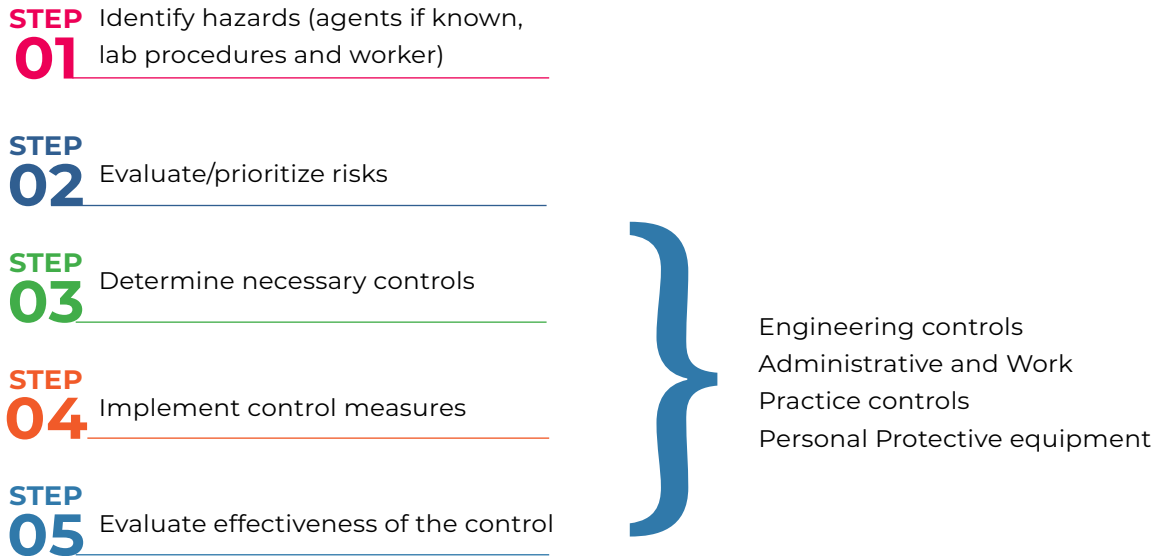 STEP
01
Identify hazards (agents if known,
lab procedures and worker)
STEP
02
Evaluate/prioritize risks
STEP
03
Determine necessary controls
STEP
04
Implement control measures
STEP
05
Evaluate effectiveness of the control
Engineering controls
Administrative and Work
Practice controls
Personal Protective equipment